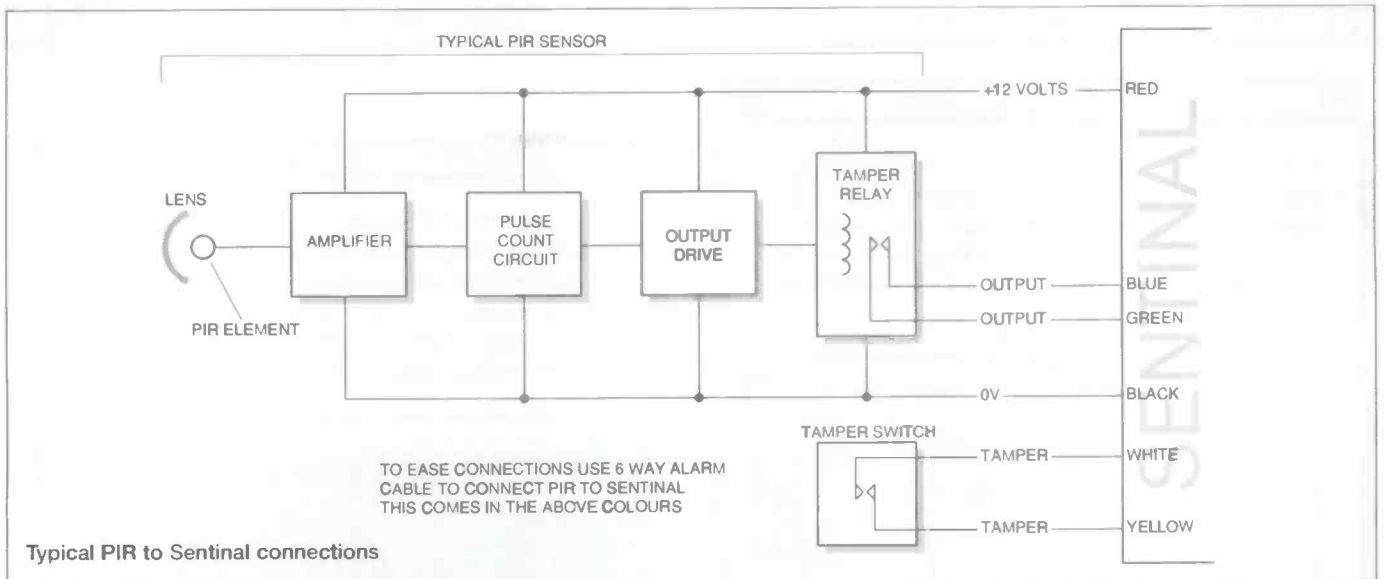 TYPICAL PIR SENSOR
+12 VOLTS
RED
LENS
AMPLIFIER
PULSE
COUNT
CIRCUIT
OUTPUT
DRIVE
TAMPER
RELAY
PIR ELEMENT
OUTPUT
BLUE
OUTPUT
GREEN
0V
BLACK
TAMPER SWITCH
TAMPER
WHITE
TAMPER
YELLOW
SENTINAL
TO EASE CONNECTIONS USE 6 WAY ALARM
CABLE TO CONNECT PIR TO SENTINAL
THIS COMES IN THE ABOVE COLOURS
Typical PIR to Sentinal connections